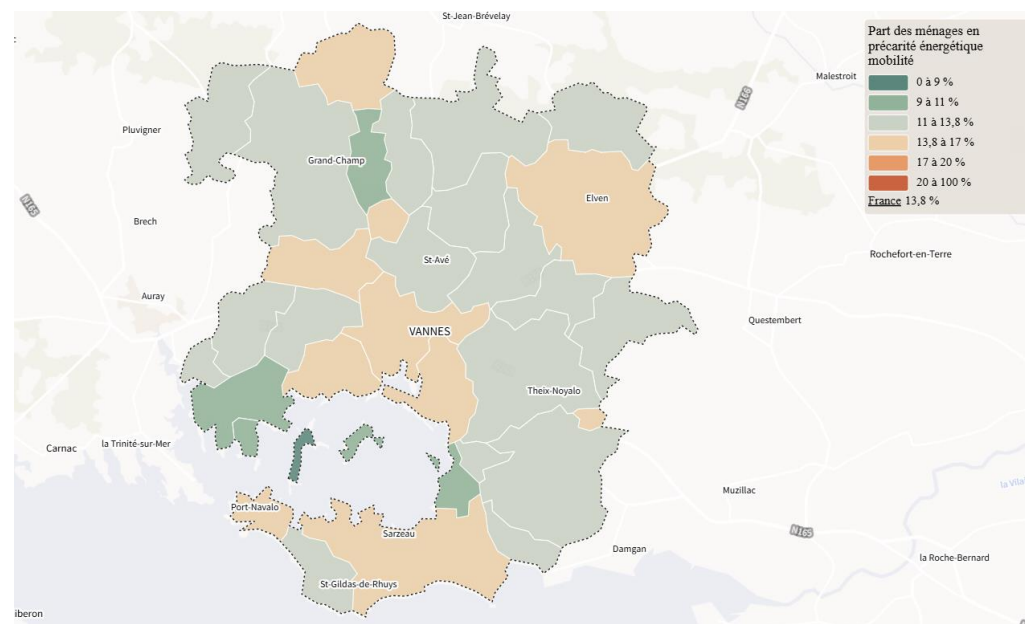 St-Jean-Brévelay
Part des ménages en
précarité énergétique
mobilité
0 à 9 %
9 à 11 %
11 à 13,8 %
13,8 à 17 %
17 à 20 %
20 à 100 %
France 13,8 %
Malestroit
N166
Pluvigner
Grand-Champ
Elven
N165
Brech
Rochefort-en-Terre
St-Avé
Auray
VANNES
Questembert
Theix-Noyalo
Carnac
la Trinité-sur-Mer
Muzillac
la Vila
Port-Navalo
Sarzeau
N165
Damgan
la Roche-Bernard
St-Gildas-de-Rhuys
iberon